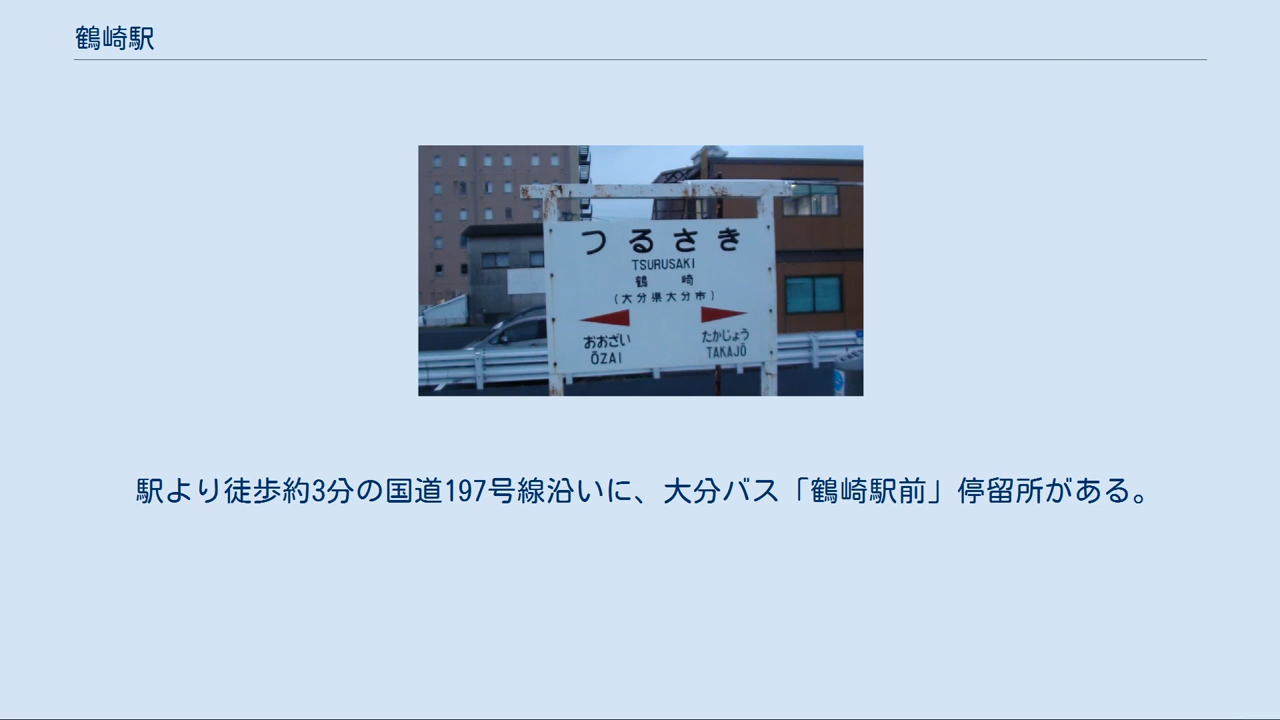 鶴崎駅
つるさき
TSURUSAKI
鶴崎
(大分県大分市)
おおざい たかじょう
ŌZAI TAKAJŌ
駅より徒歩約3分の国道197号線沿いに、大分バス「鶴崎駅前」停留所がある。